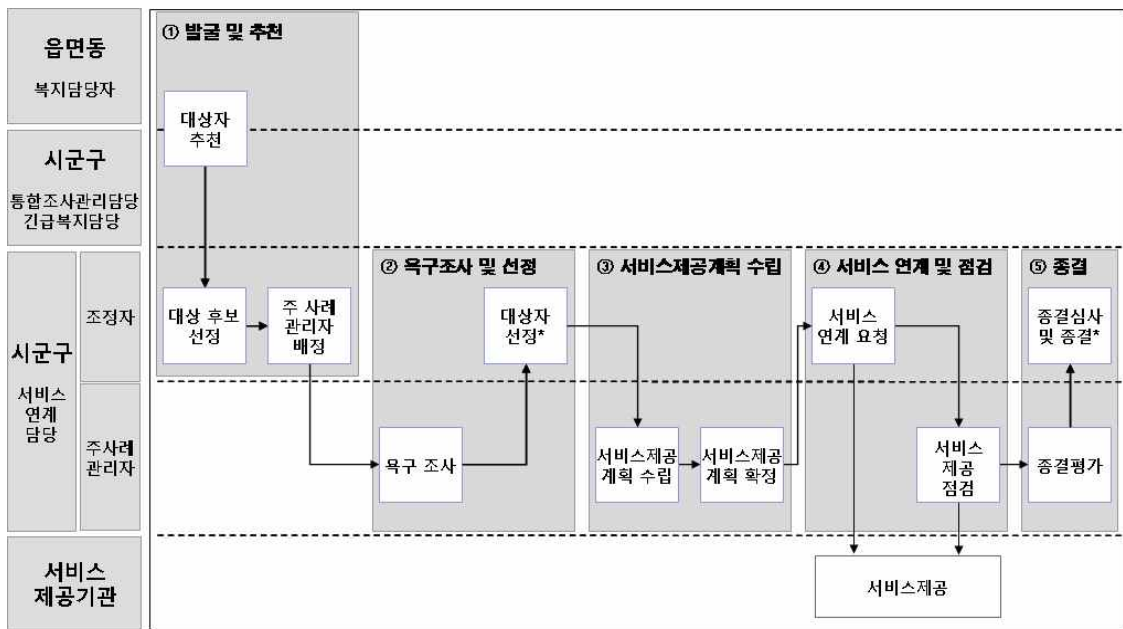 읍면동
복지담당자
시군구
통합조사관리담당
긴급복지담당
시군구
서비스
연계
담당
조정자
주사례
관리자
서비스
제공기관
① 발굴 및 추천
대상자
추천
대상 후보
선정
주 사례
관리자
배정
② 욕구조사 및 선정
대상자
선정*
욕구 조사
③ 서비스제공계획 수립
서비스제공
계획 수립
서비스제공
계획 확정
④ 서비스 연계 및 점검
서비스
연계 요청
서비스
제공
점검
⑤ 종결
종결심사
및 종결*
종결평가
서비스제공